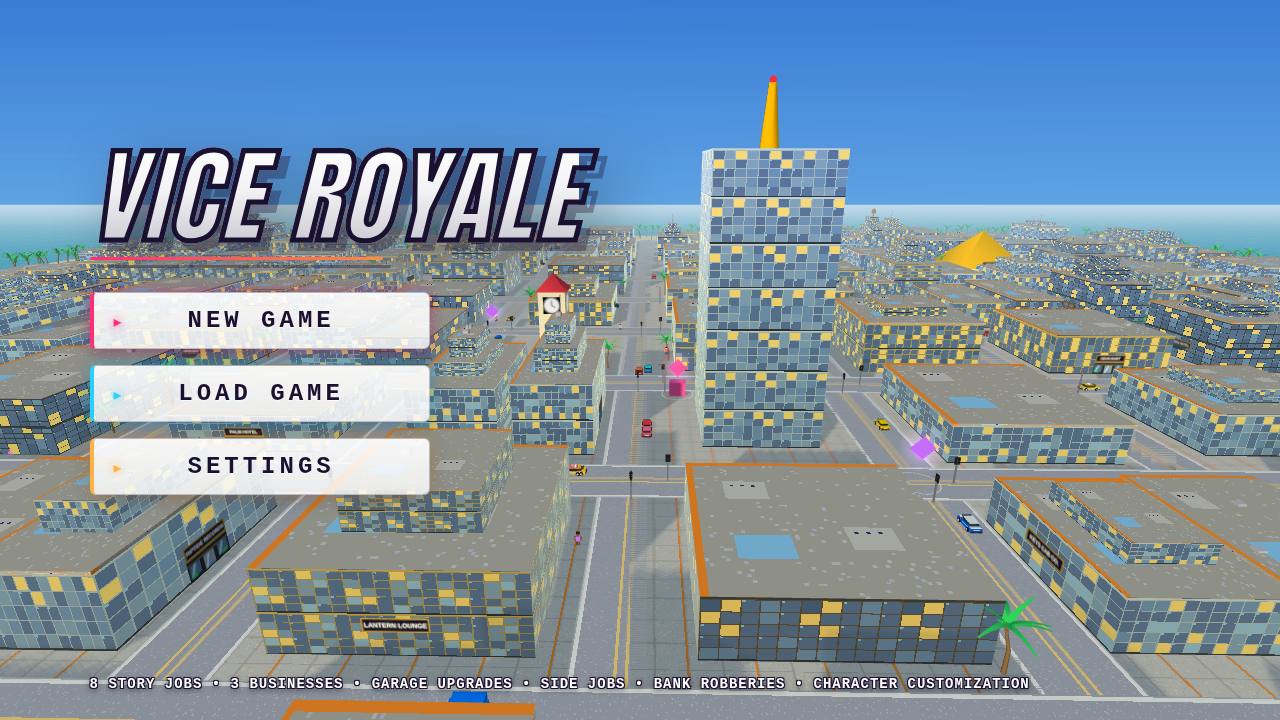 VICE ROYALE
NEW GAME
LOAD GAME
SETTINGS
LANTERN LOUNGE
8 STORY JOBS • 3 BUSINESSES • GARAGE UPGRADES • SIDE JOBS • BANK ROBBERIES • CHARACTER CUSTOMIZATION